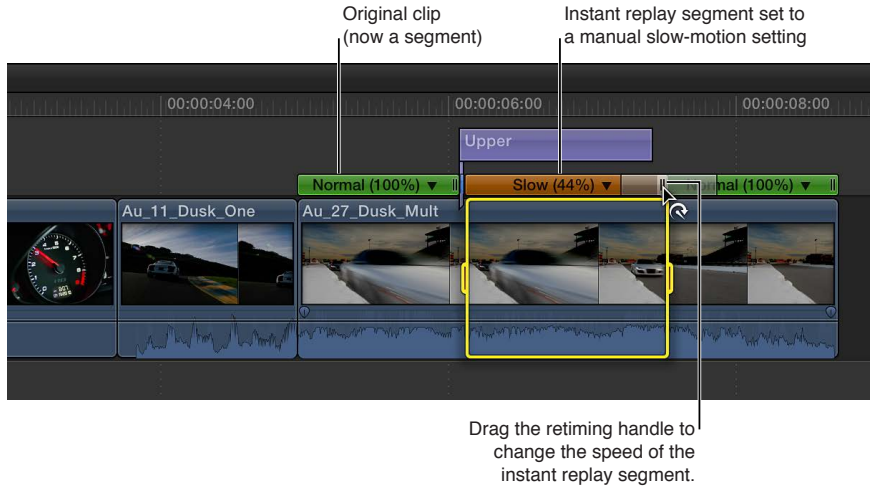 Original clip
(now a segment)
Instant replay segment set to
a manual slow-motion setting
00:00:04:00
00:00:06:00
00:00:08:00
Upper
Normal (100%)
Slow (44%)
Normal (100%)
Au_11_Dusk_One
Au_27_Dusk_Mult
Drag the retiming handle to
change the speed of the
instant replay segment.